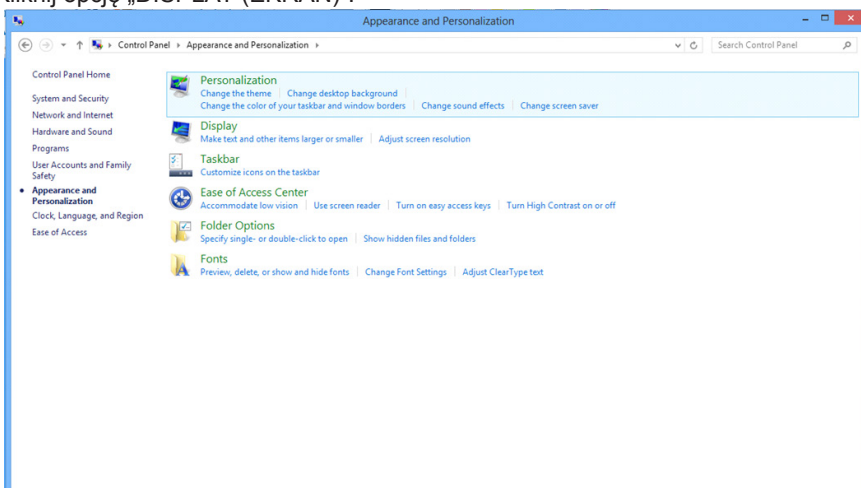 kliknij opcję „DISPLAY (EKRAN)".
Appearance and Personalization
Control Panel Appearance and Personalization
Search Control Panel
Control Panel Home
System and Security
Network and Internet
Hardware and Sound
Programs
User Accounts and Family
Safety
Appearance and
Personalization
Clock, Language, and Region
Ease of Access
Personalization
Change the theme Change desktop background
Change the color of your taskbar and window borders Change sound effects Change screen saver
Display
Make text and other items larger or smaller Adjust screen resolution
Taskbar
Customize icons on the taskbar
Ease of Access Center
Accommodate low vision Use screen reader Turn on easy access keys Turn High Contrast on or off
Folder Options
Specify single- or double-click to open Show hidden files and folders
Fonts
Preview, delete, or show and hide fonts Change Font Settings Adjust ClearType text